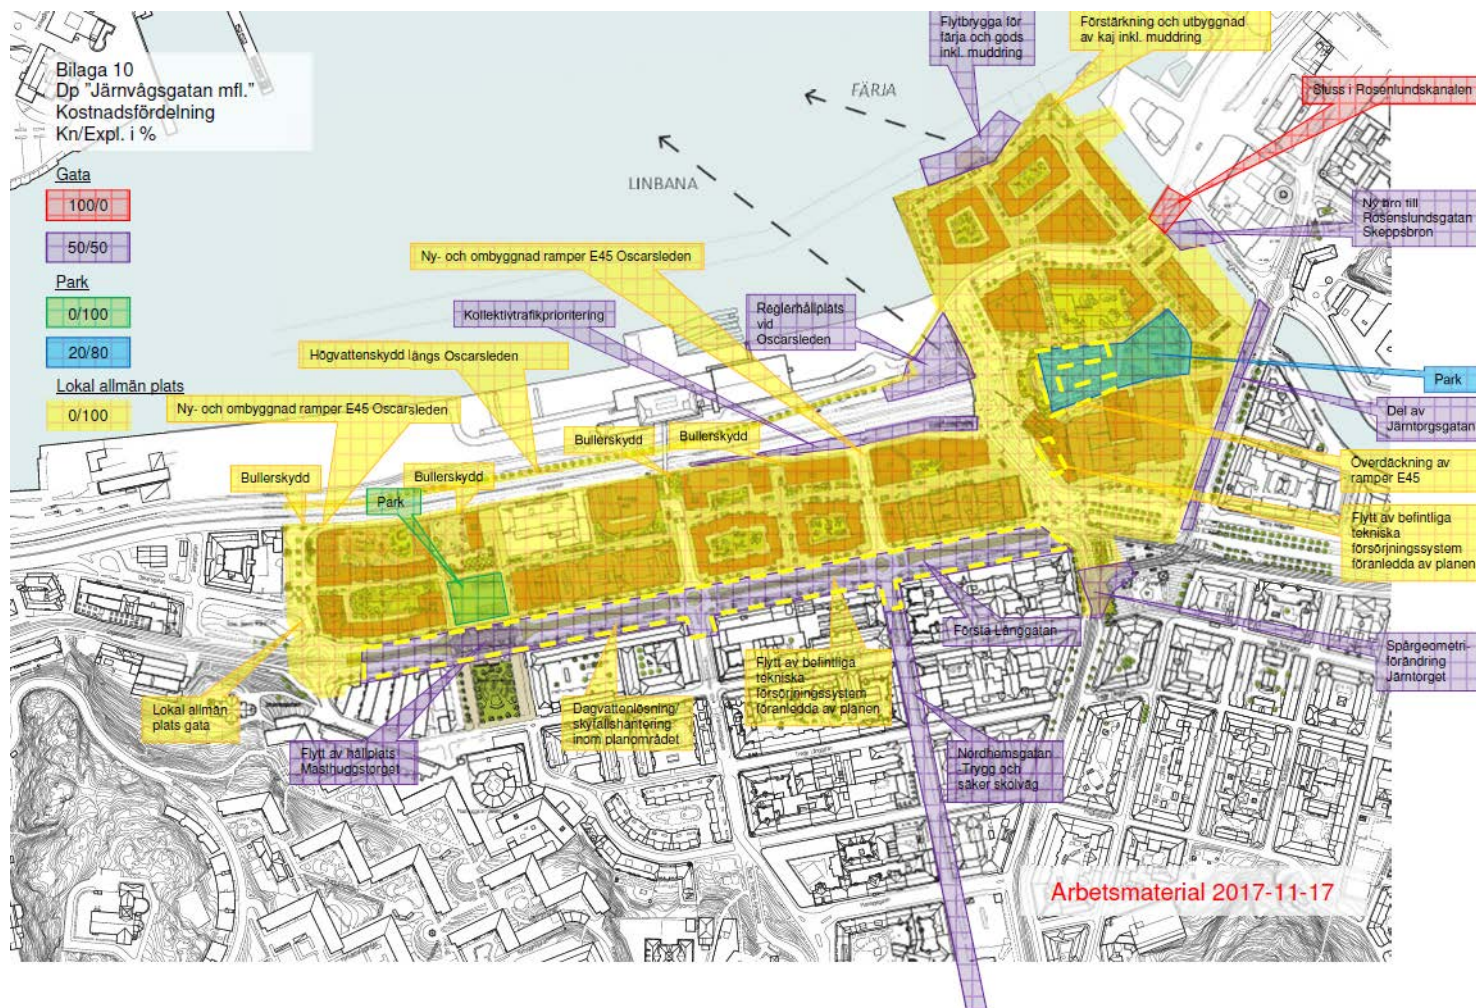 Bilaga 10
Dp "Järnvågsgatan mfl."
Kostnadsfördelning
Kn/Expl. i %
Gata
100/0
50/50
Park
0/100
20/80
Lokal allmän plats
0/100
Flytbrygga för
färja och gods
inkl. muddring
Förstärkning och utbyggnad
av kaj inkl. muddring
Sluss i Rosenlundskanalen
FÄRJA
LINBANA
Ny bro till
Rosenslundsgatan
Skeppsbron
Ny- och ombyggnad ramper E45 Oscarsleden
Kollektivtrafikprioritering
Reglerhållplats
vid
Oscarsleden
Högvattenskydd längs Oscarsleden
Ny- och ombyggnad ramper E45 Oscarsleden
Park
Del av
Järntorgsgatan
Bullerskydd
Bullerskydd
Bullerskydd
Bullerskydd
Park
Överdäckning av
ramper E45
Flytt av befintliga
tekniska
försörjningssystem
föranledda av planen
Första Långgatan
Spårgeometri-
förändring
Järntorget
Flytt av befintliga
tekniska
försörjningssystem
föranledda av planen
Lokal allmän
plats gata
Dagvattenlösning/
skyfallshantering
inom planområdet
Flytt av hållplats
Masthuggstorget
Nordhemsgatan
-Trygg och
säker skolväg
Arbetsmaterial 2017-11-17